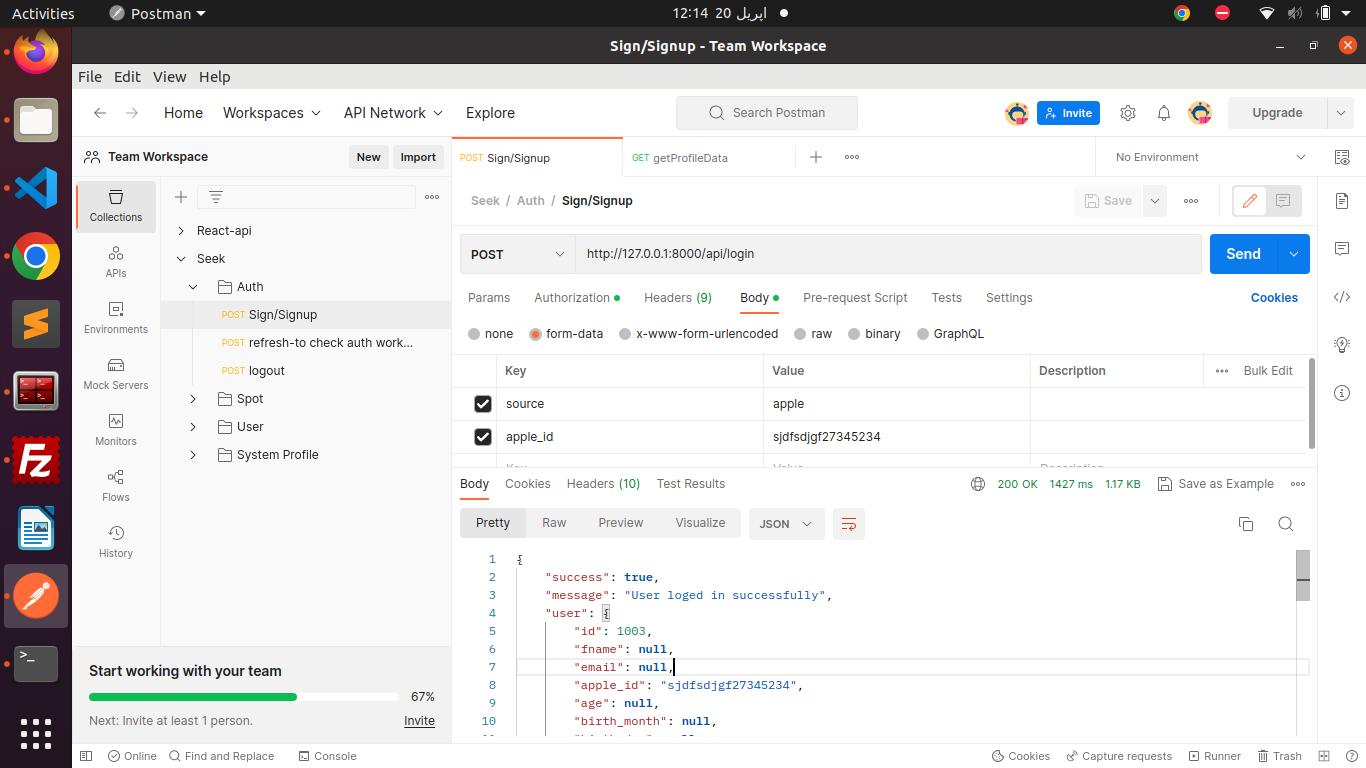 Activities
Postman
12:14 20 اپریل
Sign/Signup - Team Workspace
File Edit View Help
Home Workspaces API Network Explore
Search Postman
Invite
Upgrade
Team Workspace
New Import
POST Sign/Signup
GET getProfileData
No Environment
Collections
APIs
Environments
Mock Servers
Monitors
Flows
History
React-api
Seek
Auth
POST Sign/Signup
POST refresh-to check auth work...
POST logout
Spot
User
System Profile
Start working with your team
67%
Next: Invite at least 1 person. Invite
Seek / Auth / Sign/Signup
Save
POST http://127.0.0.1:8000/api/login
Send
Params Authorization Headers (9) Body Pre-request Script Tests Settings Cookies
none form-data x-www-form-urlencoded raw binary GraphQL
Key Value Description Bulk Edit
source apple
apple_id sjdfsdjgf27345234
Key Value Description
Body Cookies Headers (10) Test Results 200 OK 1427 ms 1.17 KB Save as Example
Pretty Raw Preview Visualize JSON
1 {
2 "success": true,
3 "message": "User loged in successfully",
4 "user": {
5 "id": 1003,
6 "fname": null,
7 "email": null,
8 "apple_id": "sjdfsdjgf27345234",
9 "age": null,
10 "birth_month": null,
Online Find and Replace Console Cookies Capture requests Runner Trash